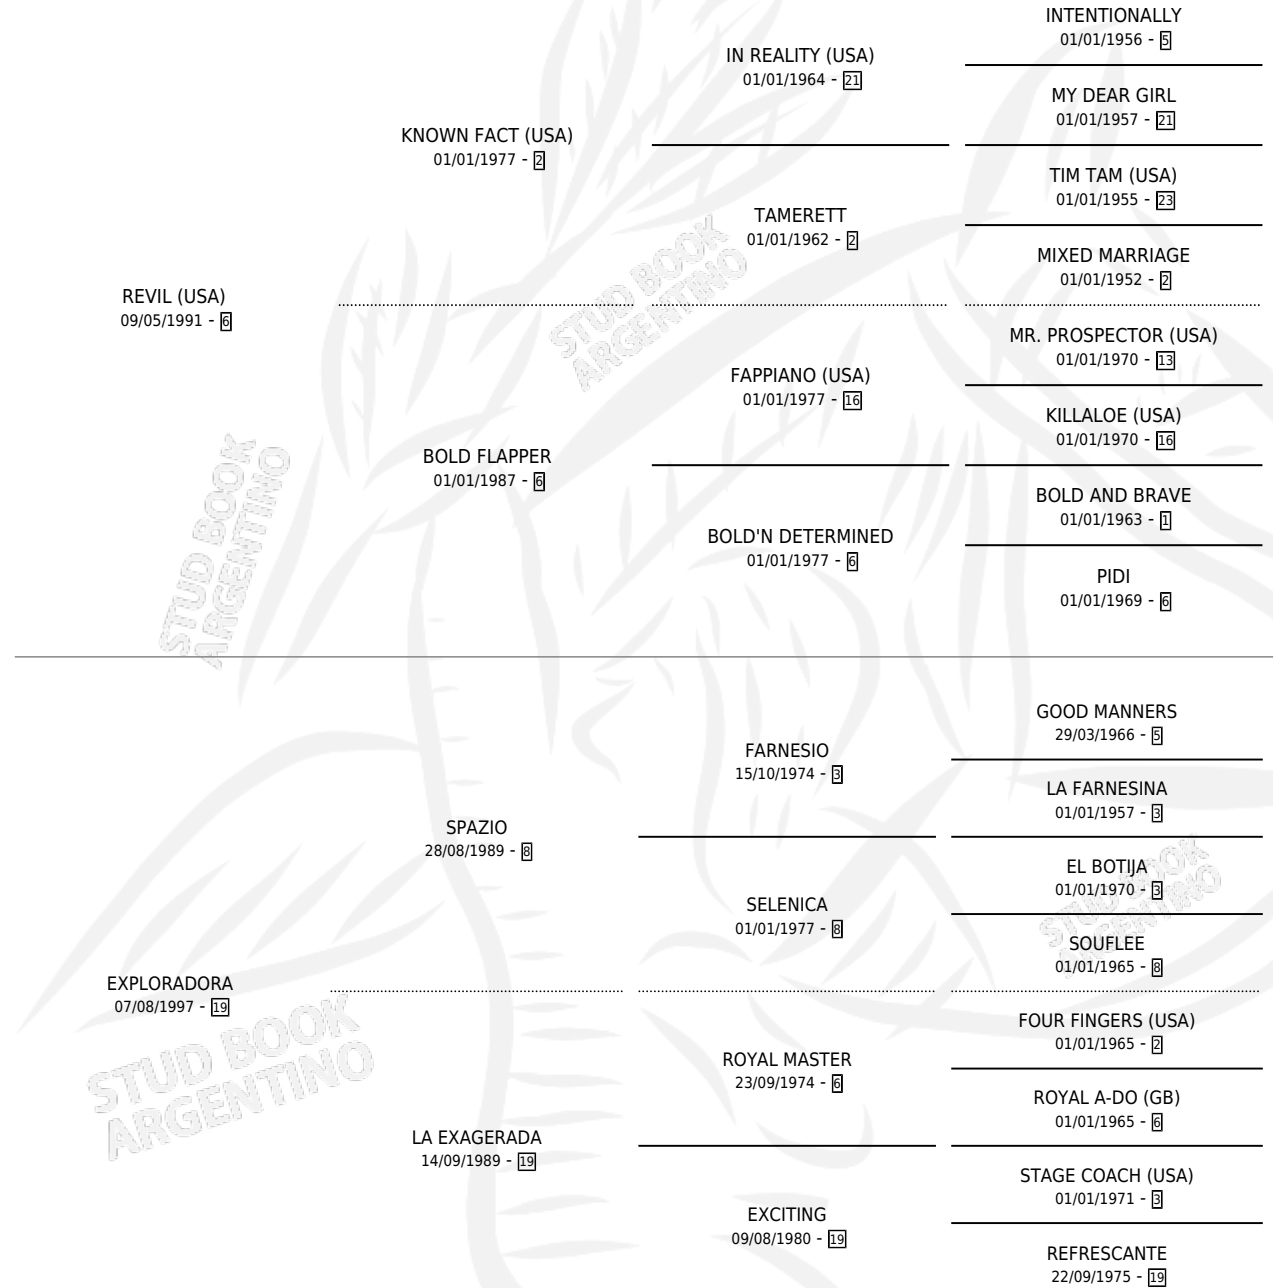 INTENTIONALLY
01/01/1956 - 5
IN REALITY (USA)
01/01/1964 - 21
MY DEAR GIRL
01/01/1957 - 21
KNOWN FACT (USA)
01/01/1977 - 2
TIM TAM (USA)
01/01/1955 - 23
TAMERETT
01/01/1962 - 2
MIXED MARRIAGE
01/01/1952 - 2
REVIL (USA)
09/05/1991 - 6
MR. PROSPECTOR (USA)
01/01/1970 - 13
FAPPIANO (USA)
01/01/1977 - 16
KILLALOE (USA)
01/01/1970 - 16
BOLD FLAPPER
01/01/1987 - 6
BOLD AND BRAVE
01/01/1963 - 1
BOLD'N DETERMINED
01/01/1977 - 6
PIDI
01/01/1969 - 6
GOOD MANNERS
29/03/1966 - 5
FARNESIO
15/10/1974 - 3
LA FARNESINA
01/01/1957 - 3
SPAZIO
28/08/1989 - 8
EL BOTIJA
01/01/1970 - 3
SELENICA
01/01/1977 - 8
SOUFLEE
01/01/1965 - 8
EXPLORADORA
07/08/1997 - 19
FOUR FINGERS (USA)
01/01/1965 - 2
ROYAL MASTER
23/09/1974 - 6
ROYAL A-DO (GB)
01/01/1965 - 6
LA EXAGERADA
14/09/1989 - 19
STAGE COACH (USA)
01/01/1971 - 3
EXCITING
09/08/1980 - 19
REFRESCANTE
22/09/1975 - 19
STUD BOOK
ARGENTINO
STUD BOOK
ARGENTINO
STUD BOOK
ARGENTINO
STUD BOOK
ARGENTINO